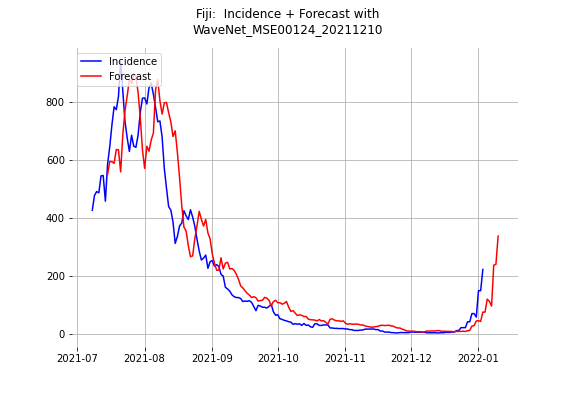 Fiji:  Incidence + Forecast with
WaveNet_MSE00124_20211210
Incidence
Forecast
800
600
400
200
0
2021-07 2021-08 2021-09 2021-10 2021-11 2021-12 2022-01